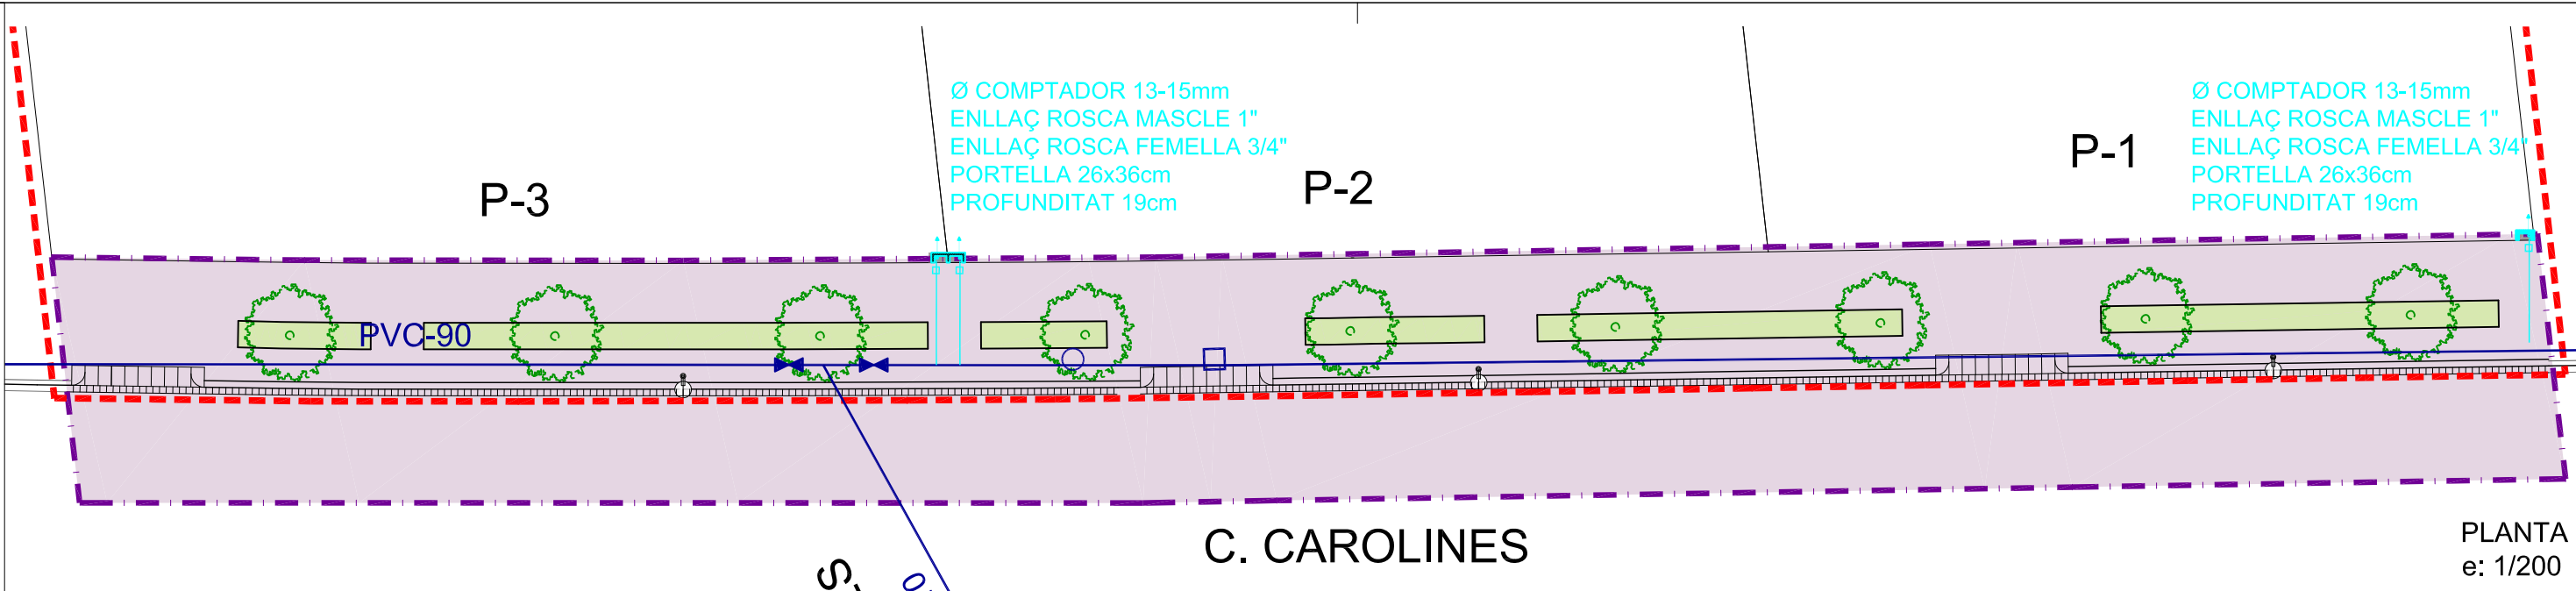 Ø COMPTADOR 13-15mm
ENLLAÇ ROSCA MASCLE 1"
ENLLAÇ ROSCA FEMELLA 3/4"
PORTELLA 26x36cm
PROFUNDITAT 19cm
Ø COMPTADOR 13-15mm
ENLLAÇ ROSCA MASCLE 1"
ENLLAÇ ROSCA FEMELLA 3/4"
PORTELLA 26x36cm
PROFUNDITAT 19cm
P-3
P-2
P-1
PVC-90
C. CAROLINES
PLANTA
e: 1/200